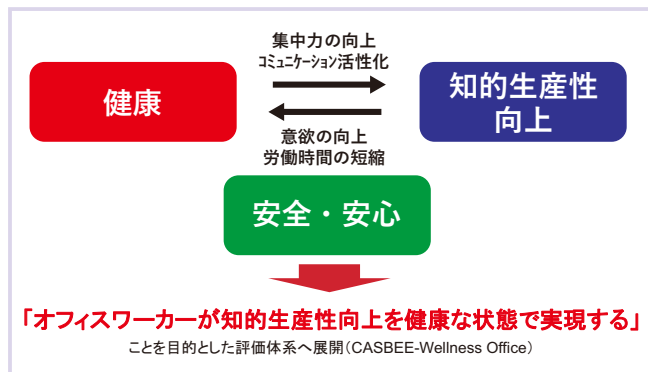 集中力の向上
コミュニケーション活性化
健康
知的生産性
向上
意欲の向上
労働時間の短縮
安全・安心
「オフィスワーカーが知的生産性向上を健康な状態で実現する」
ことを目的とした評価体系へ展開（CASBEE-Wellness Office）